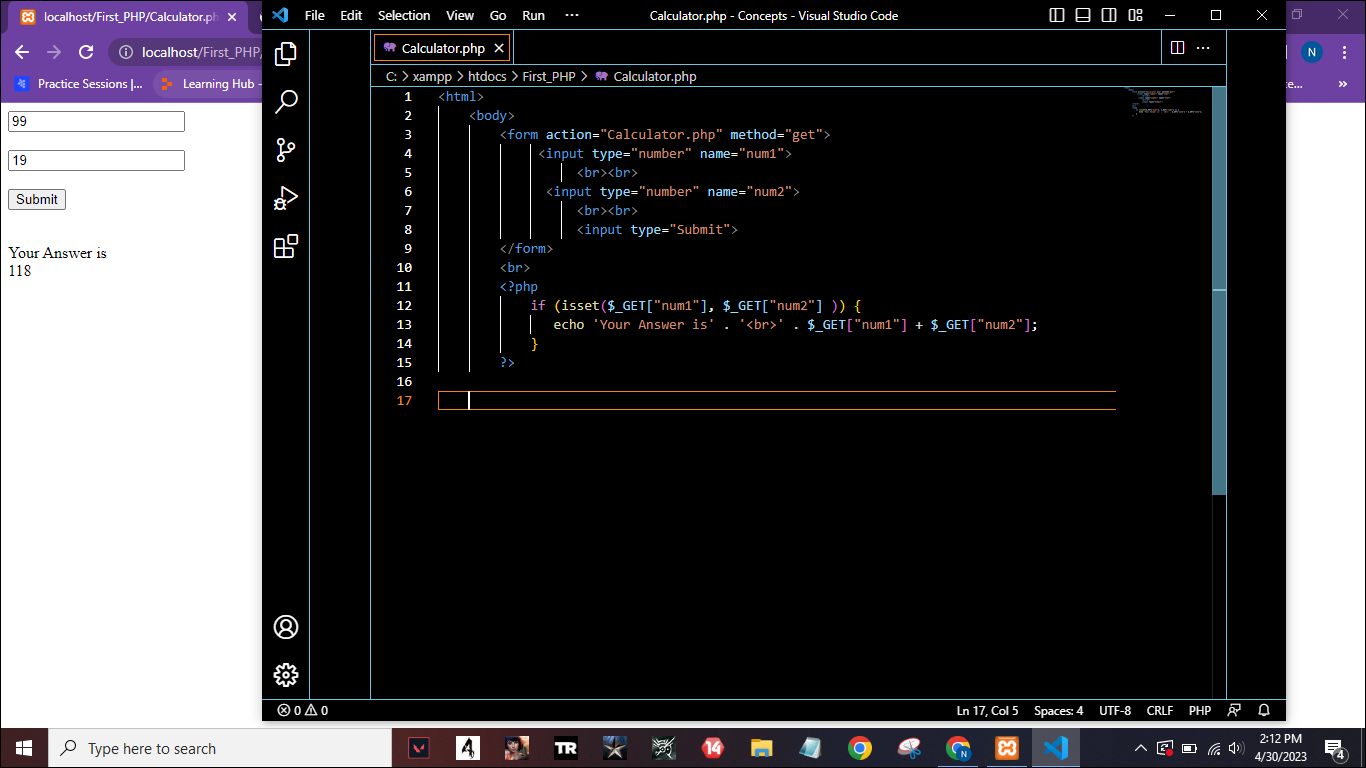 localhost/First_PHP/Calculator.ph
localhost/First_PHP/
Practice Sessions |...
Learning Hub -
e...
N
99
19
Submit
Your Answer is
118
File Edit Selection View Go Run ···
Calculator.php - Concepts - Visual Studio Code
Calculator.php
C: > xampp > htdocs > First_PHP > Calculator.php
1 <html>
2 <body>
3 <form action="Calculator.php" method="get">
4 <input type="number" name="num1">
5 <br><br>
6 <input type="number" name="num2">
7 <br><br>
8 <input type="Submit">
9 </form>
10 <br>
11 <?php
12 if (isset($_GET["num1"], $_GET["num2"] )) {
13 echo 'Your Answer is' . '<br>' . $_GET["num1"] + $_GET["num2"];
14 }
15 ?>
16
17
0 0
Ln 17, Col 5 Spaces: 4 UTF-8 CRLF PHP
Type here to search
4
TR
14
N
2:12 PM
4/30/2023
4